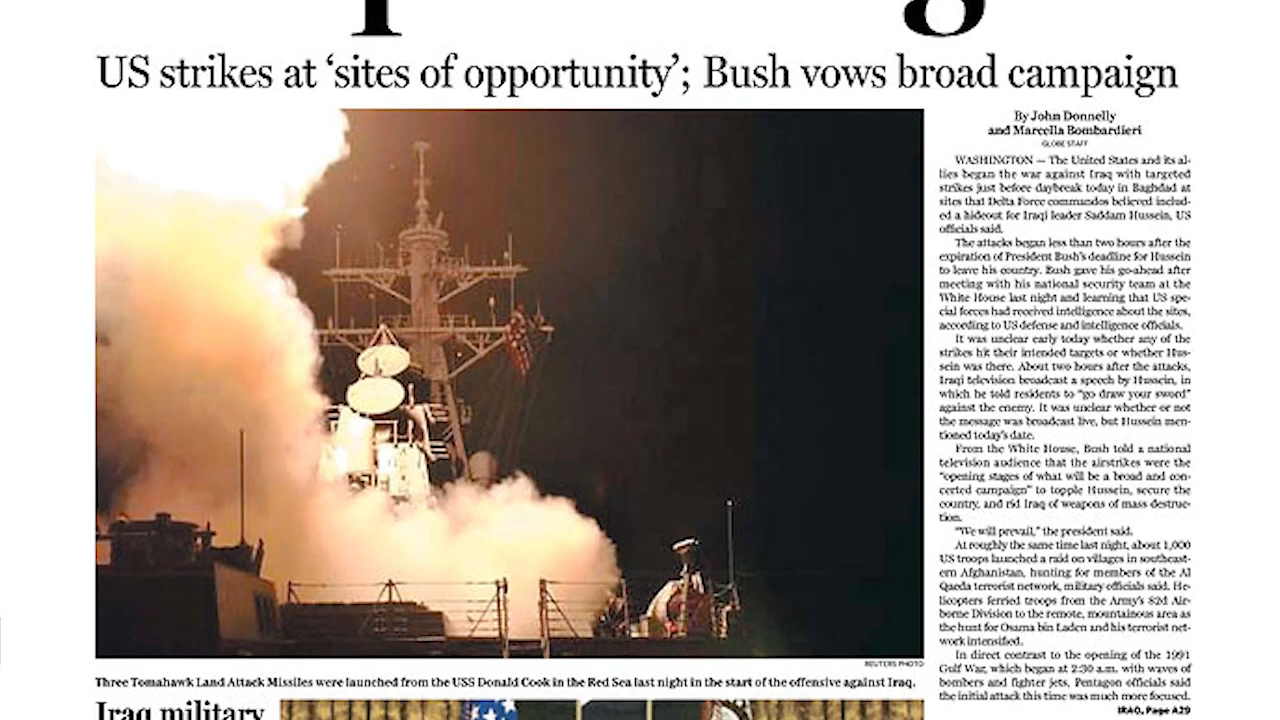 US strikes at ‘sites of opportunity’; Bush vows broad campaign
By John Donnelly
and Marcella Bombardieri
GLOBE STAFF
WASHINGTON — The United States and its al-
lies began the war against Iraq with targeted
strikes just before daybreak today in Baghdad at
sites that Delta Force commandos believed includ-
ed a hideout for Iraqi leader Saddam Hussein, US
officials said.
The attacks began less than two hours after the
expiration of President Bush's deadline for Hussein
to leave his country. Bush gave his go-ahead after
meeting with his national security team at the
White House last night and learning that US spe-
cial forces had received intelligence about the sites,
according to US defense and intelligence officials.
It was unclear early today whether any of the
strikes hit their intended targets or whether Hus-
sein was there. About two hours after the attacks,
Iraqi television broadcast a speech by Hussein, in
which he told residents to “go draw your sword”
against the enemy. It was unclear whether or not
the message was broadcast live, but Hussein men-
tioned today's date.
From the White House, Bush told a national
television audience that the airstrikes were the
“opening stages of what will be a broad and con-
certed campaign” to topple Hussein, secure the
country, and rid Iraq of weapons of mass destruc-
tion.
“We will prevail,” the president said.
At roughly the same time last night, about 1,000
US troops launched a raid on villages in southeast-
ern Afghanistan, hunting for members of the Al
Qaeda terrorist network, military officials said. He-
licopters ferried troops from the Army's 82d Air-
borne Division to the remote, mountainous area as
the hunt for Osama bin Laden and his terrorist net-
work intensified.
In direct contrast to the opening of the 1991
Gulf War, which began at 2:30 a.m. with waves of
bombers and fighter jets, Pentagon officials said
the initial attack this time was much more focused.
IRAQ, Page A29
REUTERS PHOTO
Three Tomahawk Land Attack Missiles were launched from the USS Donald Cook in the Red Sea last night in the start of the offensive against Iraq.
Iraq military